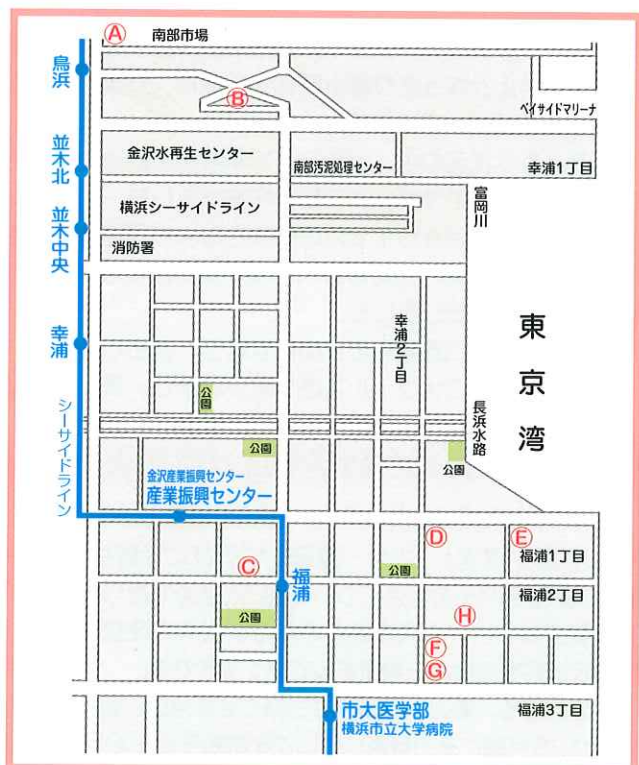 Ⓐ
南部市場
鳥浜
Ⓑ
ベイサイドマリーナ
並木北
金沢水再生センター
南部汚泥処理センター
幸浦1丁目
富岡川
横浜シーサイドライン
並木中央
消防署
幸浦
幸浦2丁目
東京湾
公園
長浜水路
シーサイドライン
公園
公園
金沢産業振興センター
産業振興センター
Ⓓ
Ⓔ
福浦1丁目
Ⓒ
福浦
公園
福浦2丁目
公園
Ⓗ
Ⓕ
Ⓖ
市大医学部
横浜市立大学病院
福浦3丁目